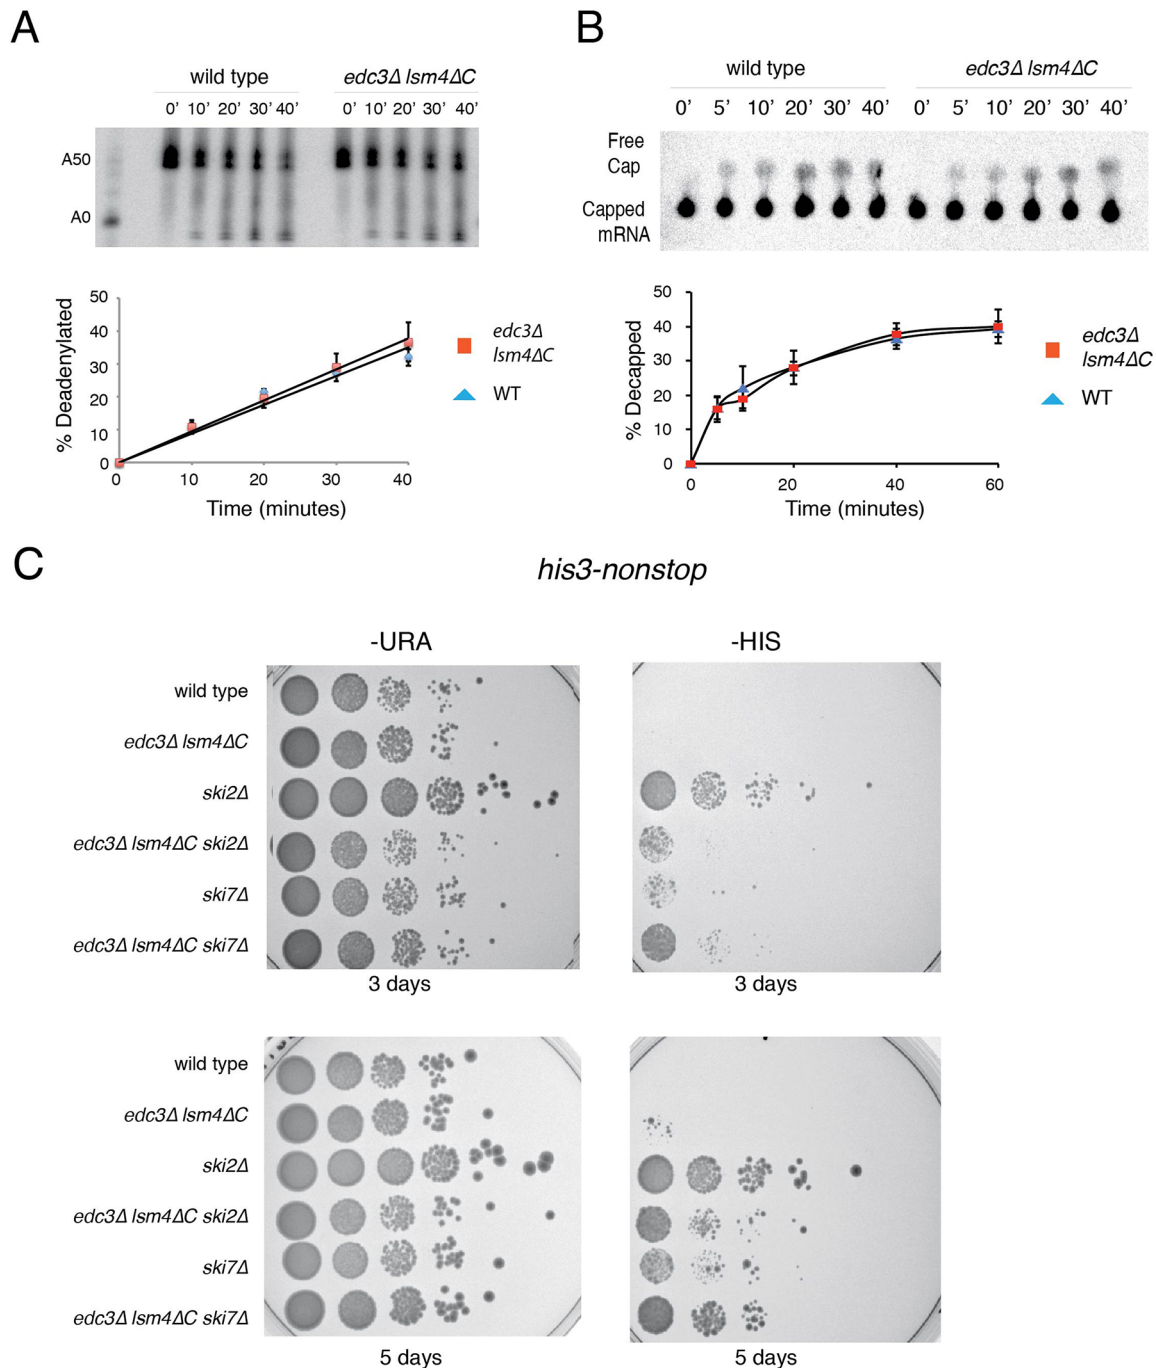 A
wild type edc3Δ lsm4ΔC
0’ 10’ 20’ 30’ 40’ 0’ 10’ 20’ 30’ 40’
A50
A0
50
40
30
20
10
0
% Deadenylated
0 10 20 30 40
Time (minutes)
edc3Δ
lsm4ΔC
WT
B
wild type edc3Δ lsm4ΔC
0’ 5’ 10’ 20’ 30’ 40’ 0’ 5’ 10’ 20’ 30’ 40’
Free
Cap
Capped
mRNA
50
40
30
20
10
0
% Decapped
0 20 40 60
Time (minutes)
edc3Δ
lsm4ΔC
WT
C
his3-nonstop
-URA -HIS
wild type
edc3Δ lsm4ΔC
ski2Δ
edc3Δ lsm4ΔC ski2Δ
ski7Δ
edc3Δ lsm4ΔC ski7Δ
3 days 3 days
wild type
edc3Δ lsm4ΔC
ski2Δ
edc3Δ lsm4ΔC ski2Δ
ski7Δ
edc3Δ lsm4ΔC ski7Δ
5 days 5 days